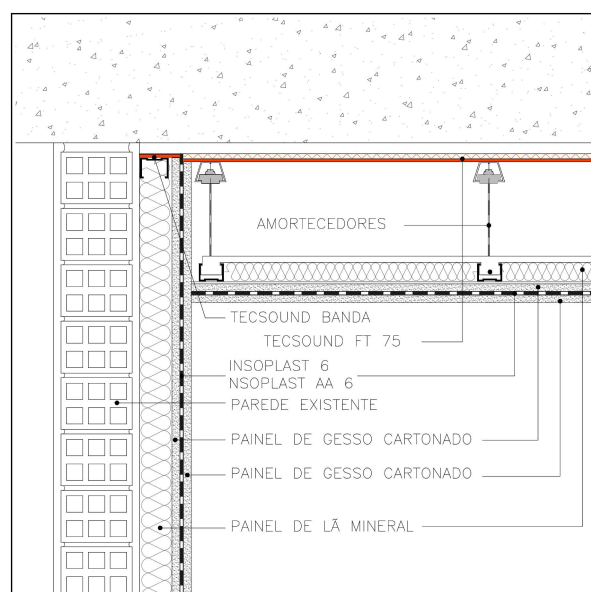 AMORTECEDORES
TECSOUND BANDA
TECSOUND FT 75
INSOPLAST 6
NSOPLAST AA 6
PAREDE EXISTENTE
PAINEL DE GESSO CARTONADO
PAINEL DE GESSO CARTONADO
PAINEL DE LÃ MINERAL